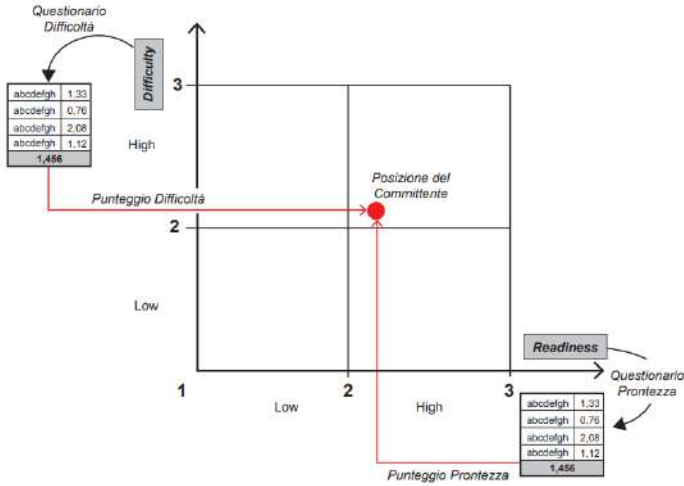 Questionario
Difficoltà
Difficulty
abcdefgh 1,33
abcdefgh 0,76
abcdefgh 2,08
abcdefgh 1,12
1,456
3
High
Posizione del
Committente
Punteggio Difficoltà
2
Low
Readiness
1
2
3
Low
High
Questionario
Prontezza
abcdefgh 1,33
abcdefgh 0,76
abcdefgh 2,08
abcdefgh 1,12
1,456
Punteggio Prontezza